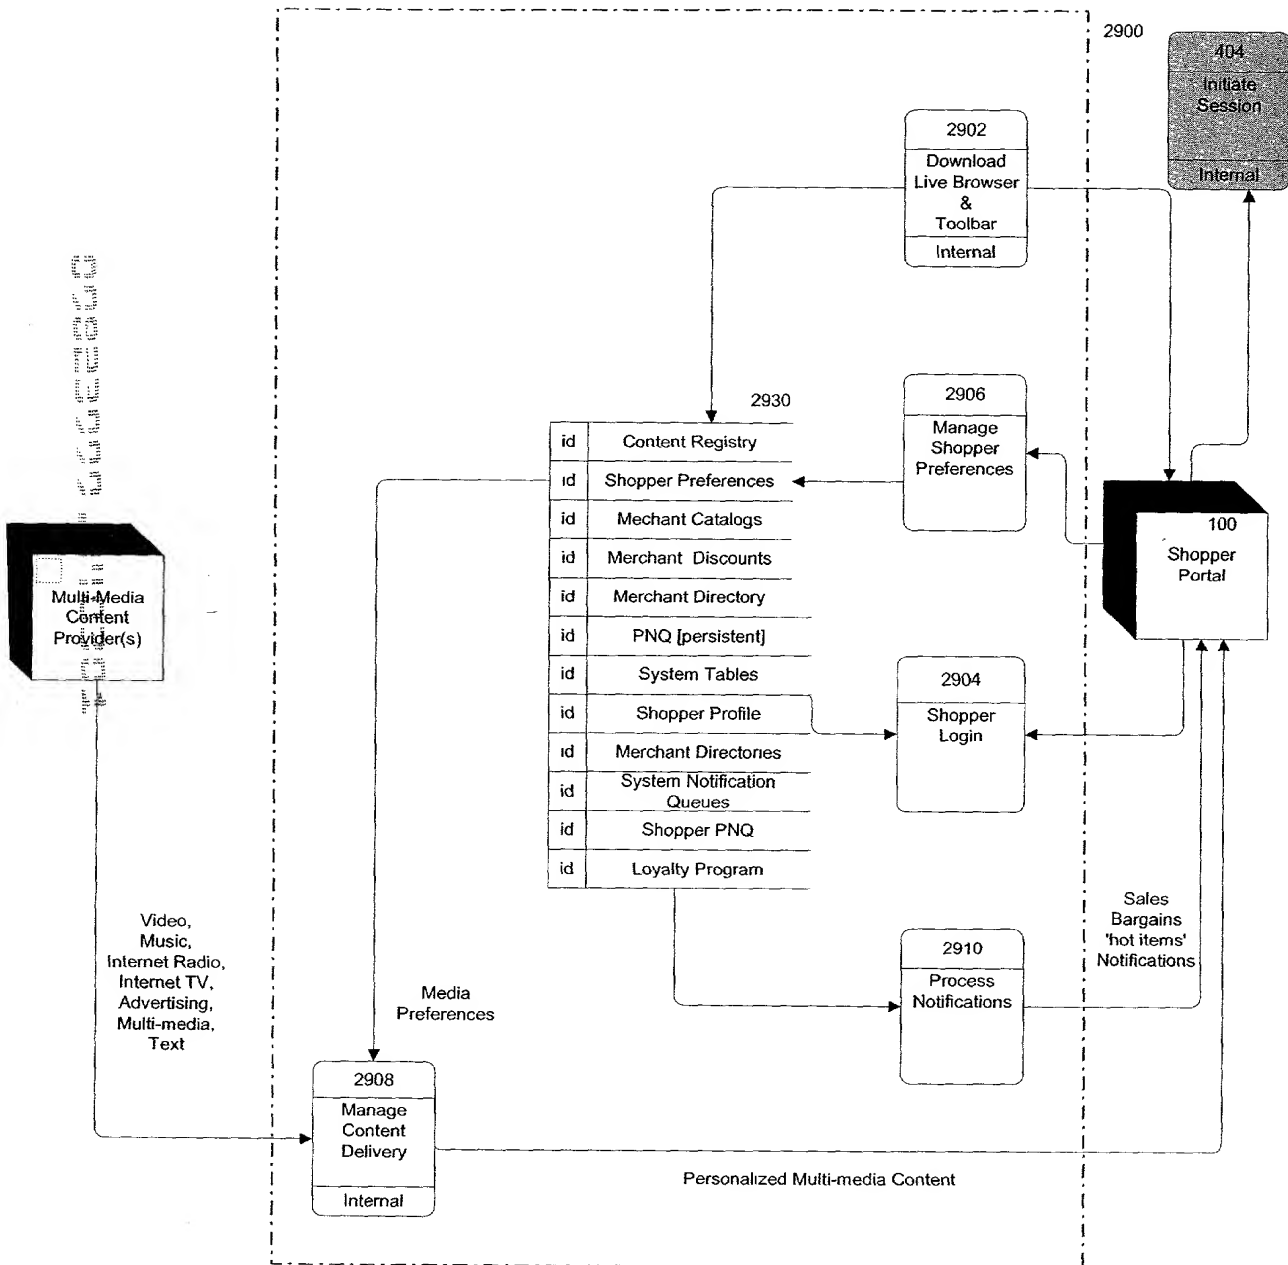 2900
404
Initiate
Session
Internal
2902
Download
Live Browser
&
Toolbar
Internal
2930
id Content Registry
id Shopper Preferences
id Mechant Catalogs
id Merchant Discounts
id Merchant Directory
id PNQ [persistent]
id System Tables
id Shopper Profile
id Merchant Directories
id System Notification
Queues
id Shopper PNQ
id Loyalty Program
2906
Manage
Shopper
Preferences
100
Shopper
Portal
Multi-Media
Content
Provider(s)
2904
Shopper
Login
Video,
Music,
Internet Radio,
Internet TV,
Advertising,
Multi-media,
Text
Media
Preferences
2910
Process
Notifications
Sales
Bargains
'hot items'
Notifications
2908
Manage
Content
Delivery
Internal
Personalized Multi-media Content